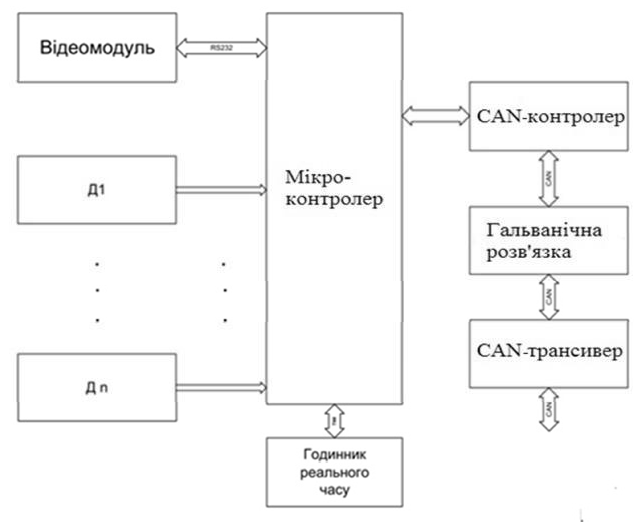 Відеомодуль
RS232
Мікро-
контролер
CAN-контролер
CAN
Гальванічна
розв'язка
CAN
CAN-трансивер
CAN
Д1
Д n
Годинник
реального
часу